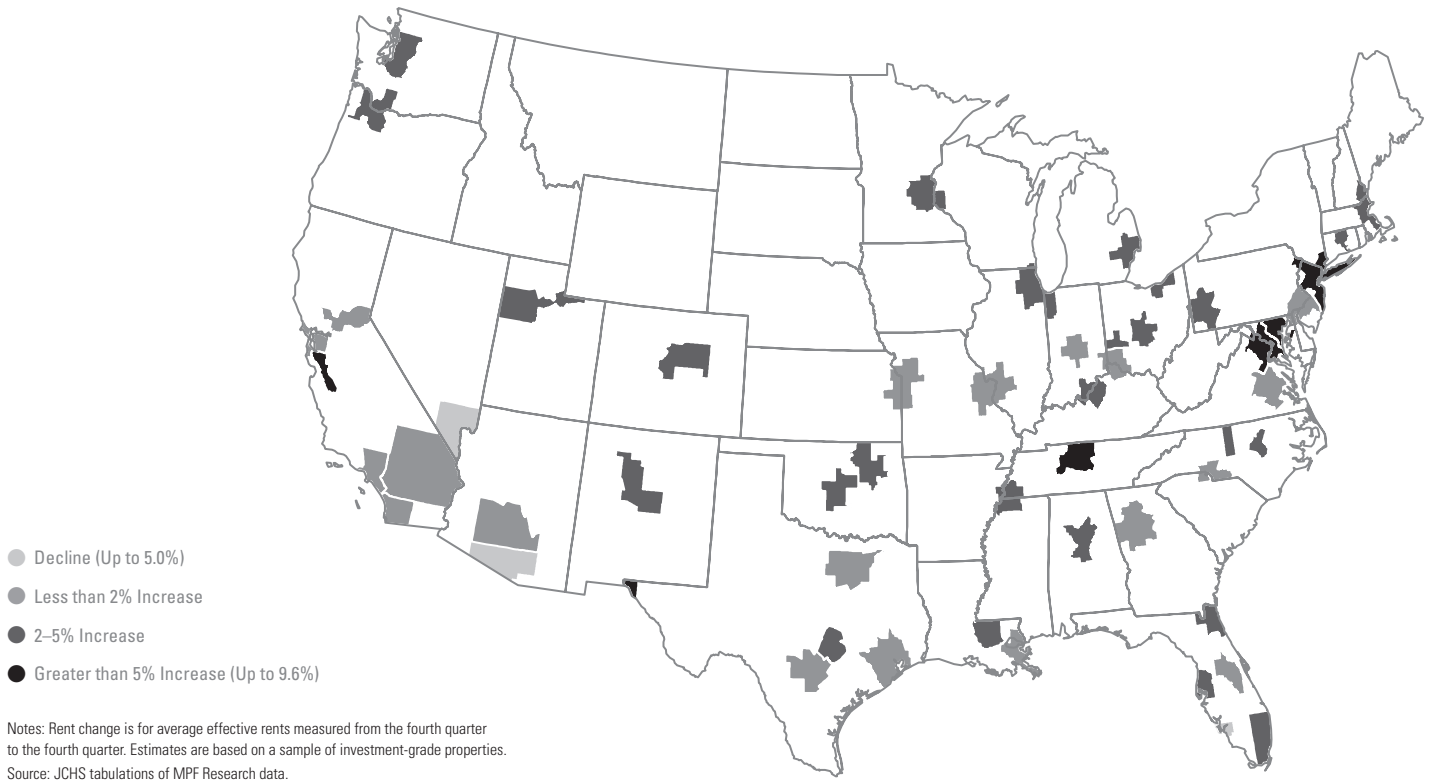 Decline (Up to 5.0%)
Less than 2% Increase
2–5% Increase
Greater than 5% Increase (Up to 9.6%)
Notes: Rent change is for average effective rents measured from the fourth quarter
to the fourth quarter. Estimates are based on a sample of investment-grade properties.
Source: JCHS tabulations of MPF Research data.